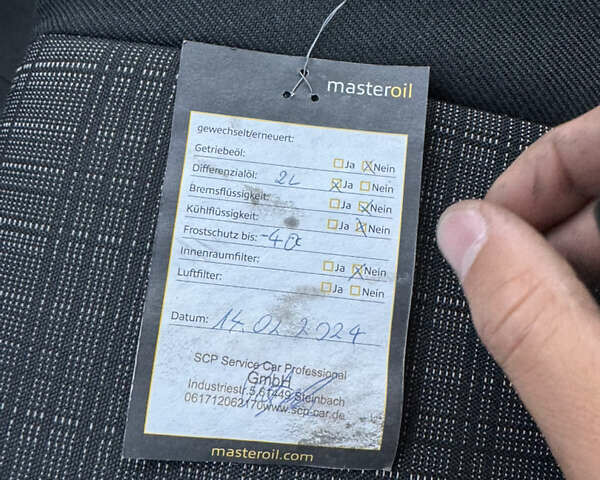 masteroil
gewechselt/erneuert:
Getriebeöl: Ja Nein
Differenzialöl: 2L Ja Nein
Bremsflüssigkeit: Ja Nein
Kühlflüssigkeit: Ja Nein
Frostschutz bis: -40c
Innenraumfilter: Ja Nein
Luftfilter: Ja Nein
Datum: 14.02.2024
SCP Service Car Professional
GmbH
Industriestr.5,61449 Steinbach
061712062170www.scp-car.de
masteroil.com